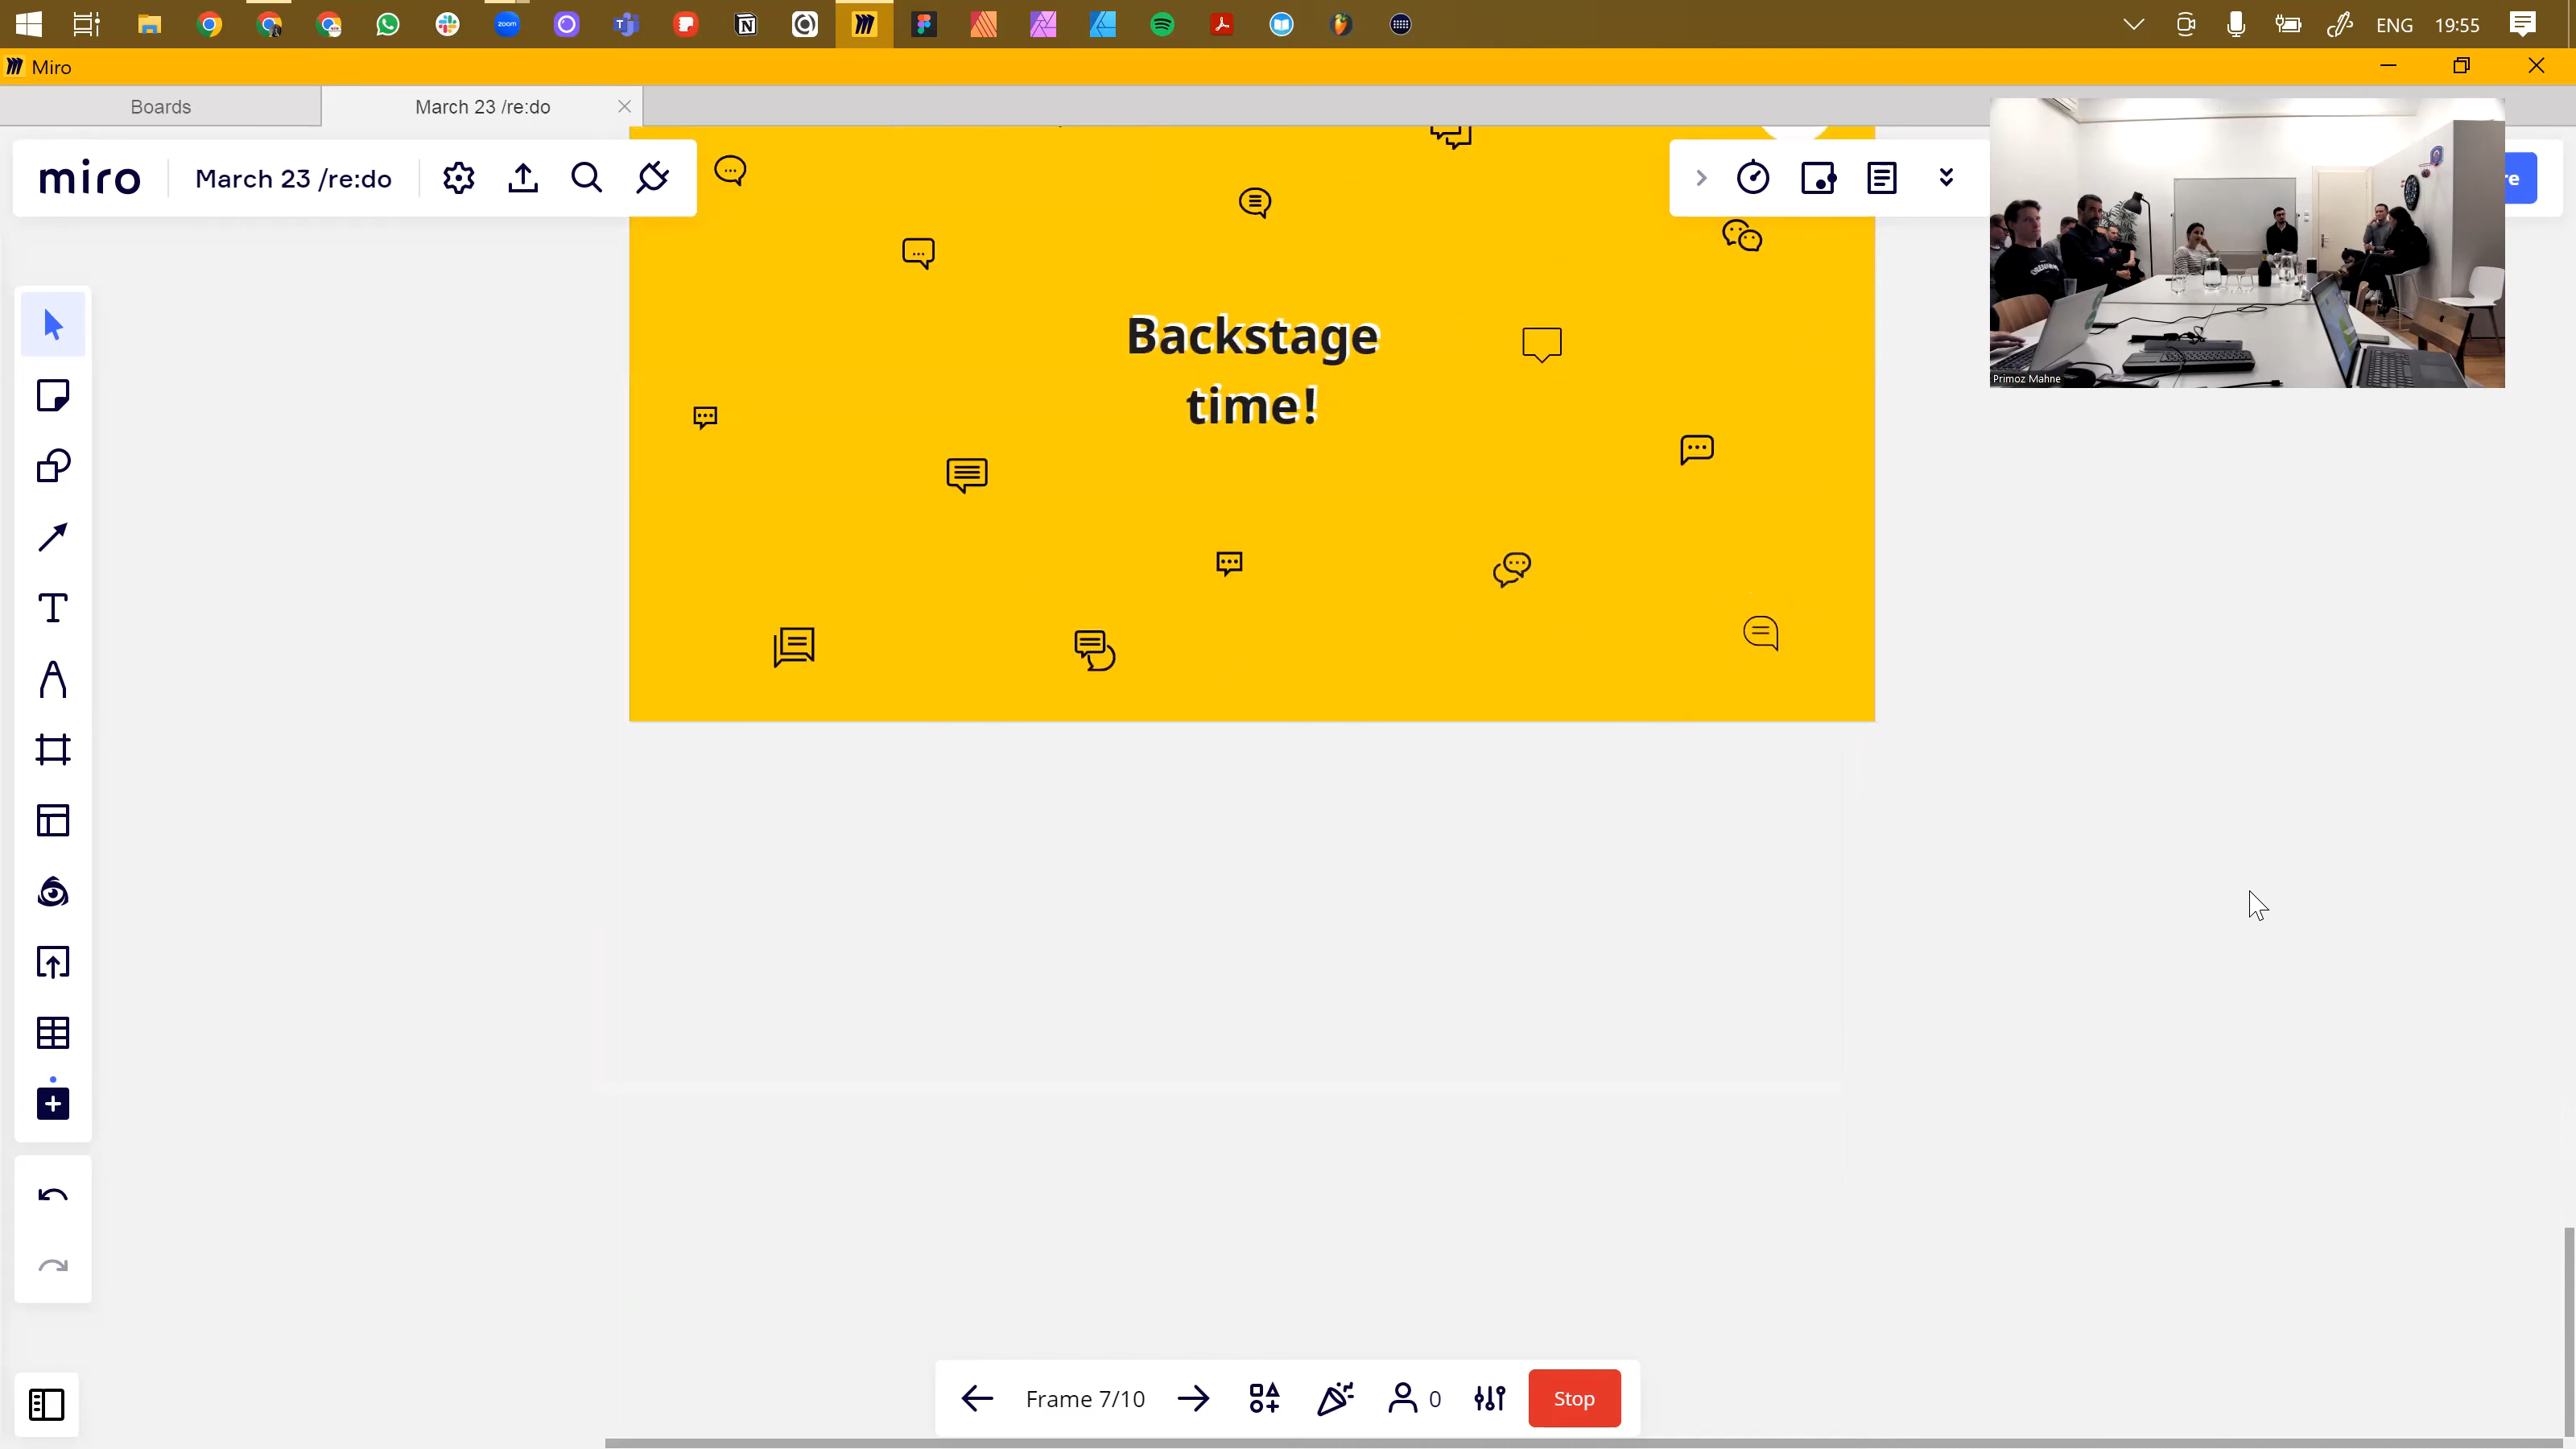 ENG 19:55
Miro
Boards
March 23 /re:do
miro March 23 /re:do
Primoz Mahne
Backstage
time!
Frame 7/10
0
Stop